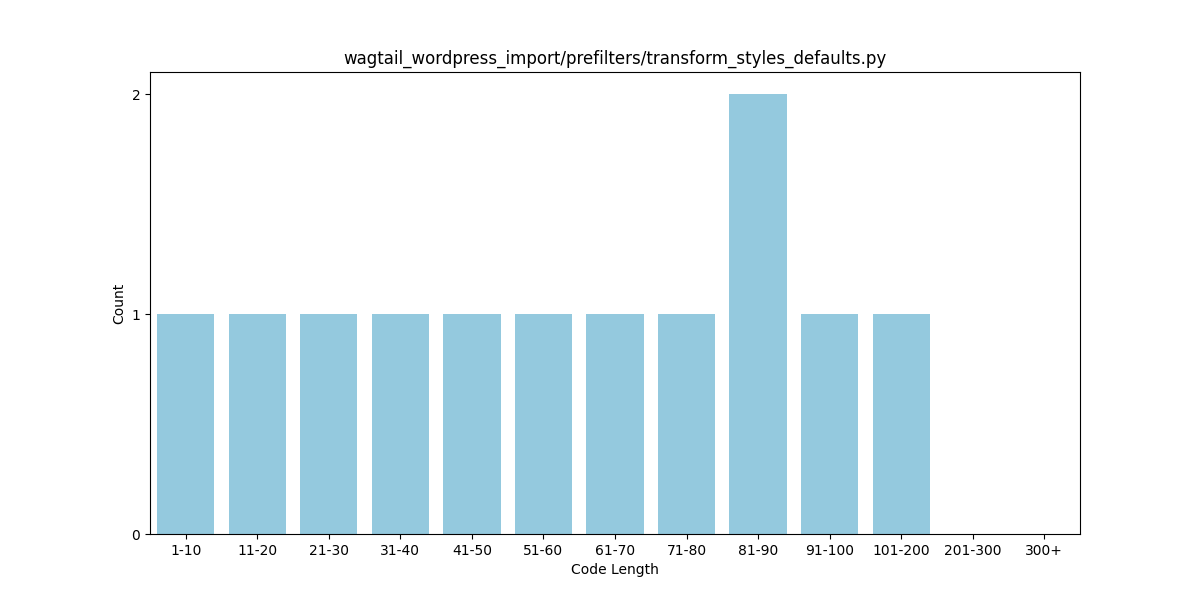 wagtail_wordpress_import/prefilters/transform_styles_defaults.py
2
1
0
Count
1-10 11-20 21-30 31-40 41-50 51-60 61-70 71-80 81-90 91-100 101-200 201-300 300+
Code Length